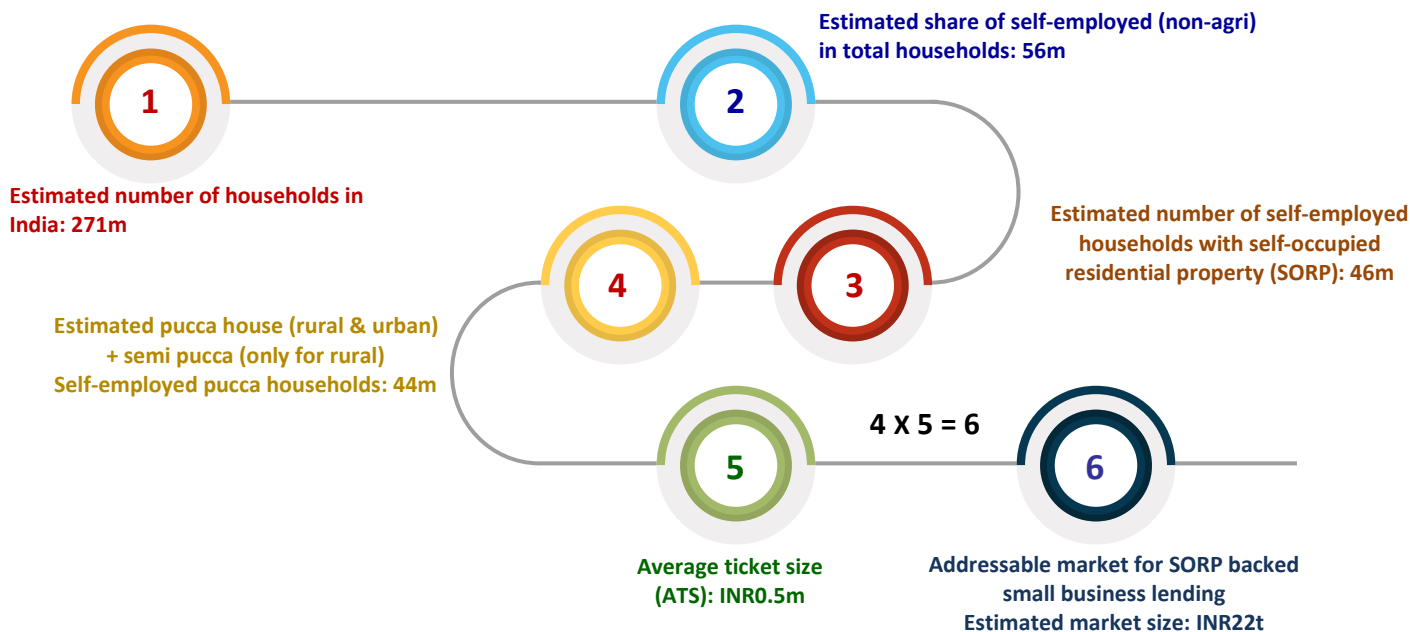 1
Estimated number of households in
India: 271m
2
Estimated share of self-employed (non-agri)
in total households: 56m
3
Estimated number of self-employed
households with self-occupied
residential property (SORP): 46m
4
Estimated pucca house (rural & urban)
+ semi pucca (only for rural)
Self-employed pucca households: 44m
5
Average ticket size
(ATS): INR0.5m
4 X 5 = 6
6
Addressable market for SORP backed
small business lending
Estimated market size: INR22t